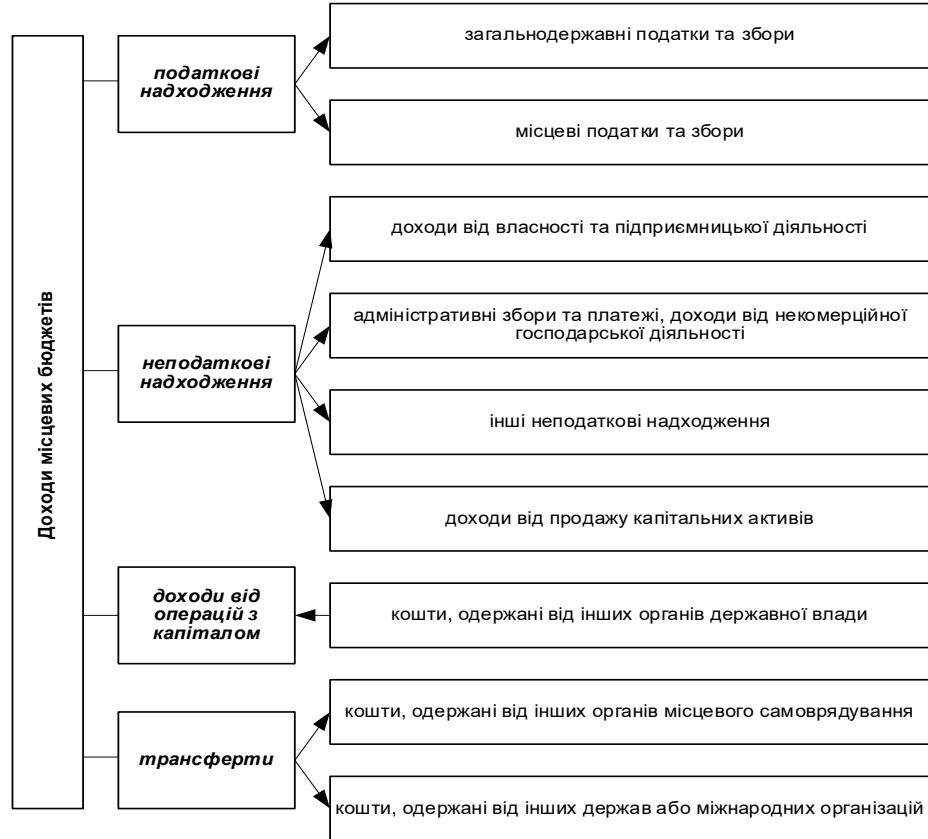 Доходи місцевих бюджетів
податкові
надходження
загальнодержавні податки та збори
місцеві податки та збори
неподаткові
надходження
доходи від власності та підприємницької діяльності
адміністративні збори та платежі, доходи від некомерційної
господарської діяльності
інші неподаткові надходження
доходи від продажу капітальних активів
доходи від
операцій з
капіталом
кошти, одержані від інших органів державної влади
трансферти
кошти, одержані від інших органів місцевого самоврядування
кошти, одержані від інших держав або міжнародних організацій